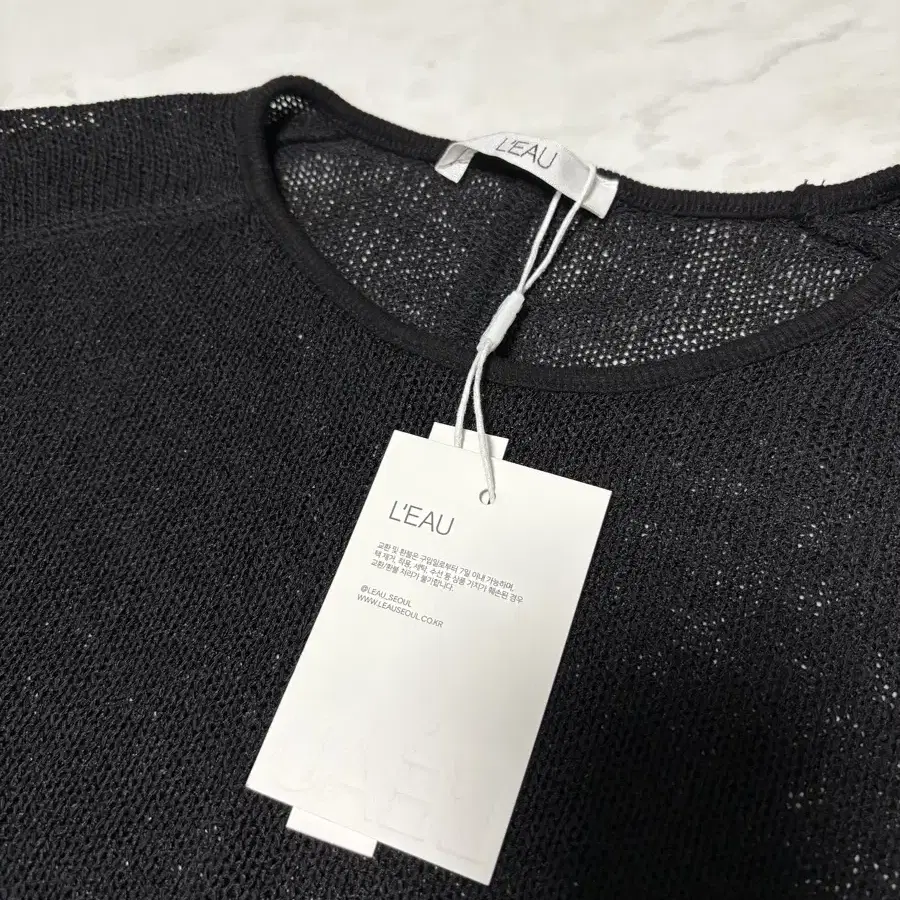 L'EAU
L'EAU
교환 및 환불은 구입일로부터 7일 이내 가능하며,
택 제거, 착용, 세탁, 수선 등 상품 가치가 훼손된 경우
교환/환불 처리가 불가합니다.
@LEAU_SEOUL
WWW.LEAUSEOUL.CO.KR